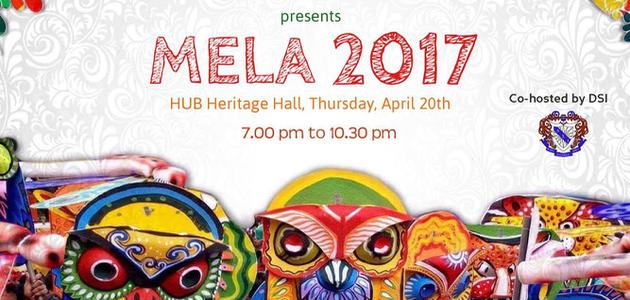 presents
MELA 2017
HUB Heritage Hall, Thursday, April 20th
Co-hosted by DSI
7.00 pm to 10.30 pm